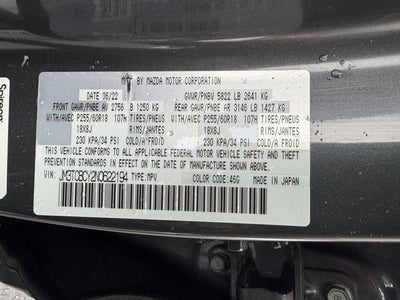 MFD. BY MAZDA MOTOR CORPORATION
DATE 06/22 GVWR/PNBV 5822 LB 2641 KG
FRONT GAWR/PNBE AV 2756 LB 1250 KG REAR GAWR/PNBE AR 3146 LB 1427 KG
WITH/AVEC P255/60R18 107H TIRES/PNEUS WITH/AVEC P255/60R18 107H TIRES/PNEUS
18X8J RIMS/JANTES 18X8J RIMS/JANTES
230 KPA/34 PSI COLD/A FROID 230 KPA/34 PSI COLD/A FROID
THIS VEHICLE CONFORMS TO ALL APPLICABLE FEDERAL MOTOR VEHICLE SAFETY, BUMPER,
AND THEFT PREVENTION STANDARDS IN EFFECT ON THE DATE OF MANUFACTURE SHOWN ABOVE.
VIN: JM3TCBCY2N0622194 TYPE:MPV COLOR CODE:46G MADE IN JAPAN